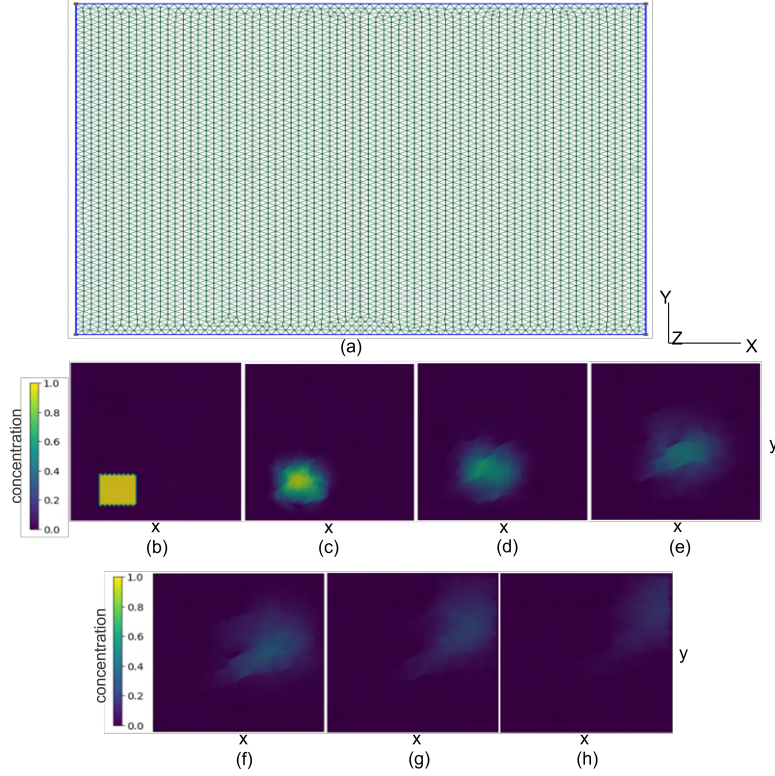 Y
Z
X
(a)
concentration
1.0
0.8
0.6
0.4
0.2
0.0
y
x x x x
(b) (c) (d) (e)
concentration
1.0
0.8
0.6
0.4
0.2
0.0
y
x x x
(f) (g) (h)